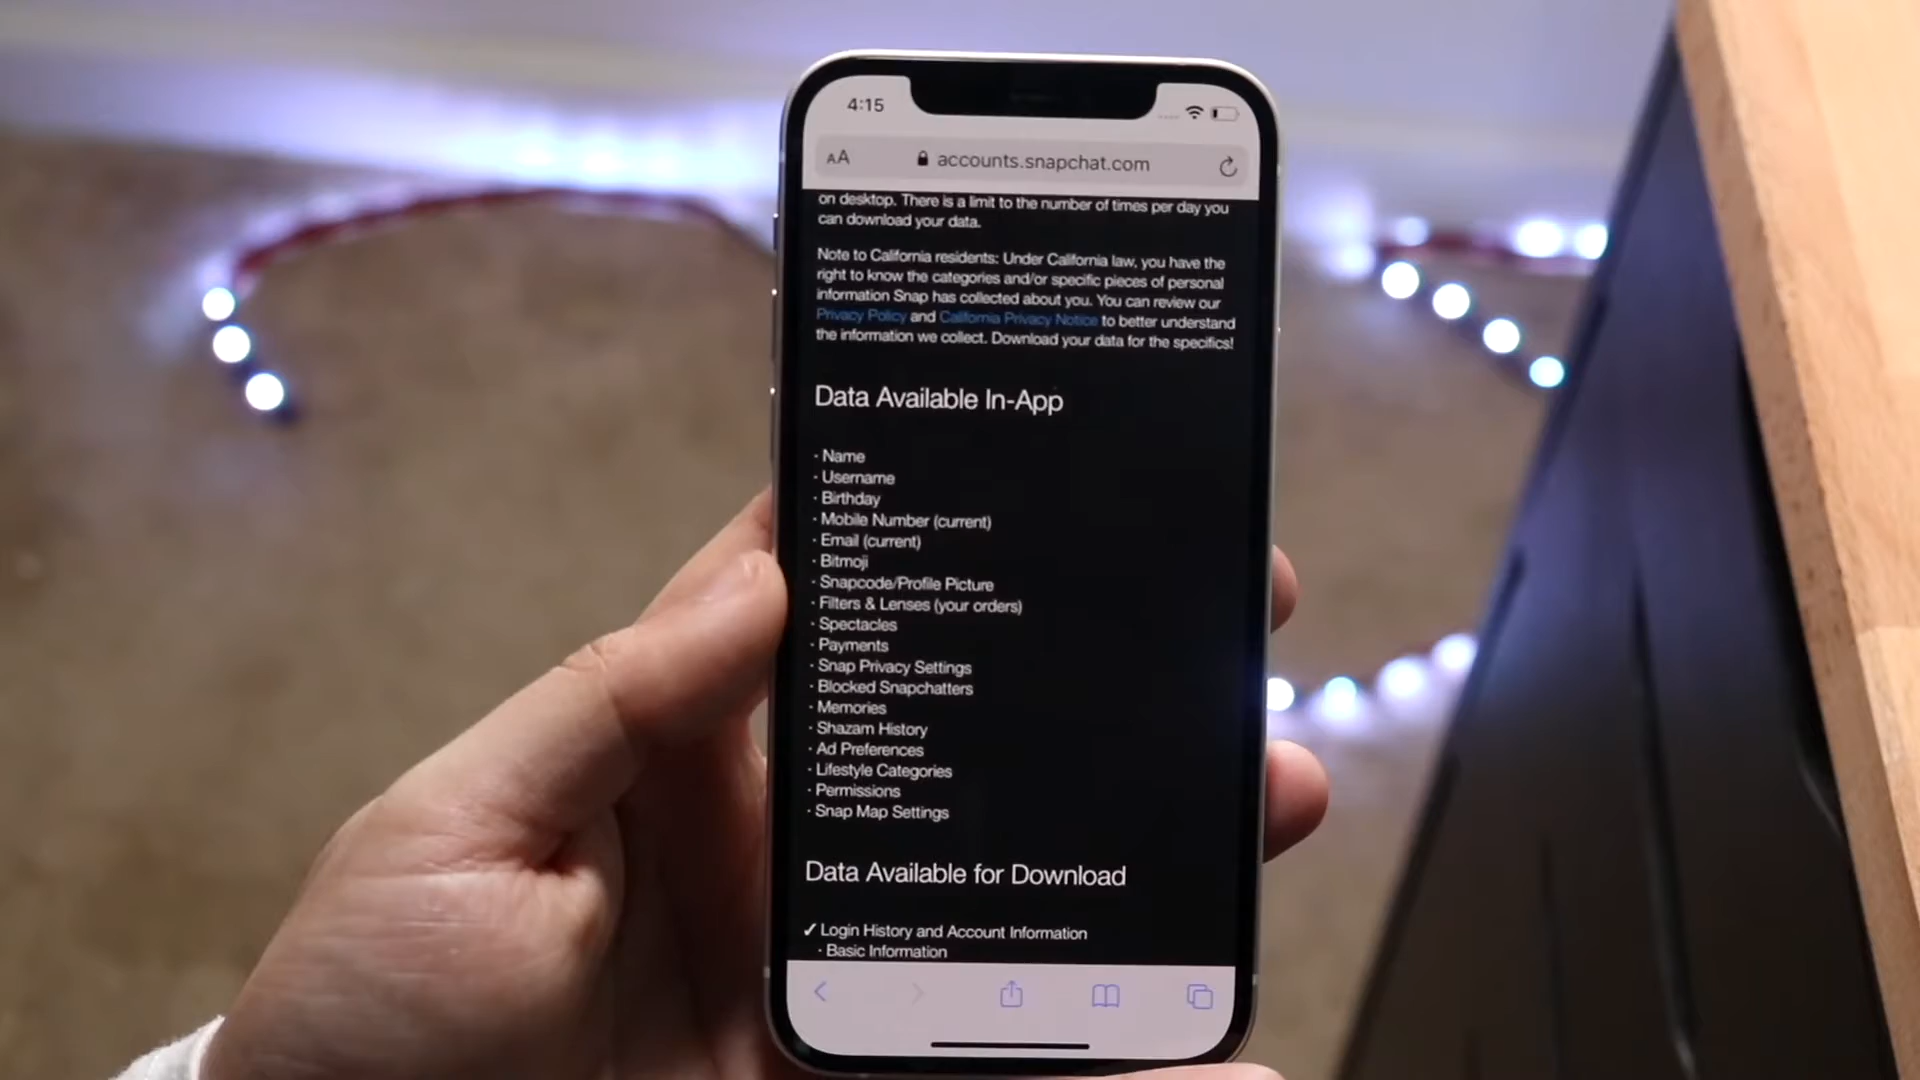 4:15
AA accounts.snapchat.com
on desktop. There is a limit to the number of times per day you
can download your data.
Note to California residents: Under California law, you have the
right to know the categories and/or specific pieces of personal
information Snap has collected about you. You can review our
Privacy Policy and California Privacy Notice to better understand
the information we collect. Download your data for the specifics!
Data Available In-App
· Name
· Username
· Birthday
· Mobile Number (current)
· Email (current)
· Bitmoji
· Snapcode/Profile Picture
· Filters & Lenses (your orders)
· Spectacles
· Payments
· Snap Privacy Settings
· Blocked Snapchatters
· Memories
· Shazam History
· Ad Preferences
· Lifestyle Categories
· Permissions
· Snap Map Settings
Data Available for Download
✓ Login History and Account Information
· Basic Information